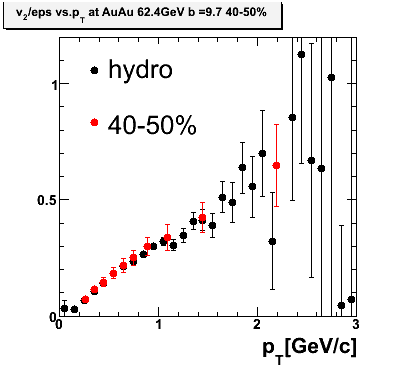 v2/eps vs.pT at AuAu 62.4GeV b =9.7 40-50%
1
hydro
40-50%
0.5
0
0 1 2 3
pT[GeV/c]